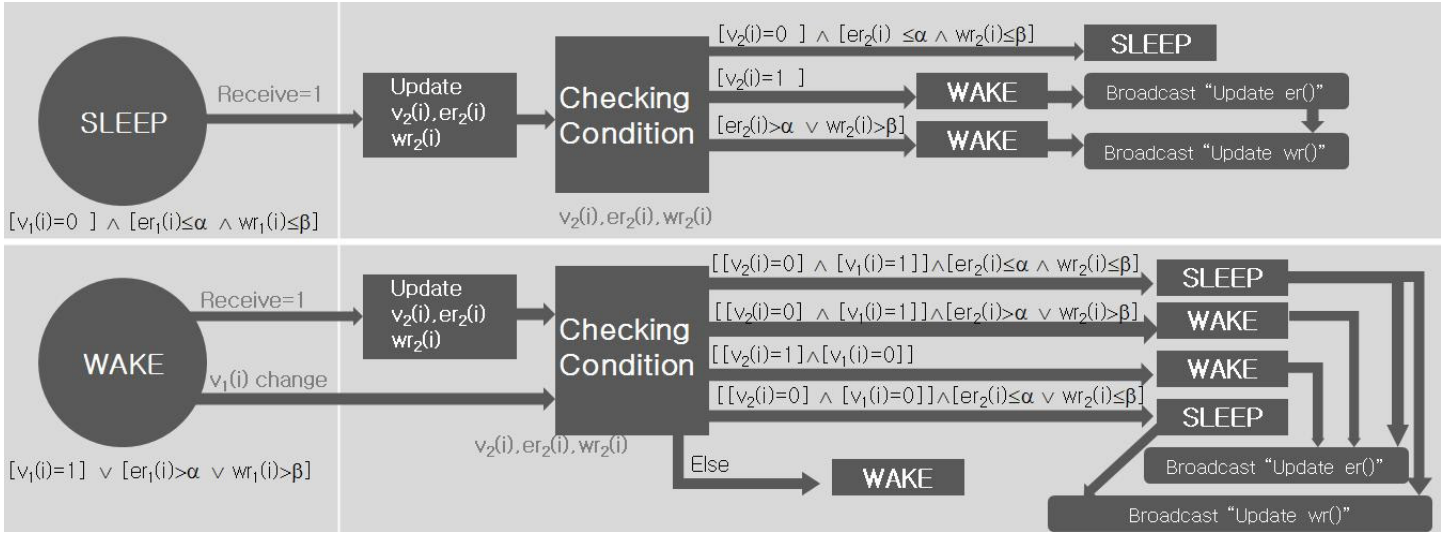 SLEEP
Receive=1
[v₁(i)=0 ] ∧ [er₁(i)≤α ∧ wr₁(i)≤β]
Update
v₂(i),er₂(i)
wr₂(i)
Checking
Condition
v₂(i),er₂(i),wr₂(i)
[v₂(i)=0 ] ∧ [er₂(i) ≤α ∧ wr₂(i)≤β]
SLEEP
[v₂(i)=1 ]
WAKE
Broadcast “Update er()”
[er₂(i)>α ∨ wr₂(i)>β]
WAKE
Broadcast “Update wr()”
WAKE
Receive=1
v₁(i) change
[v₁(i)=1] ∨ [er₁(i)>α ∨ wr₁(i)>β]
Update
v₂(i),er₂(i)
wr₂(i)
Checking
Condition
v₂(i),er₂(i),wr₂(i)
[[v₂(i)=0] ∧ [v₁(i)=1]]∧[er₂(i)≤α ∧ wr₂(i)≤β]
SLEEP
[[v₂(i)=0] ∧ [v₁(i)=1]]∧[er₂(i)>α ∨ wr₂(i)>β]
WAKE
[[v₂(i)=1]∧[v₁(i)=0]]
WAKE
[[v₂(i)=0] ∧ [v₁(i)=0]]∧[er₂(i)≤α ∨ wr₂(i)≤β]
SLEEP
Else
WAKE
Broadcast “Update er()”
Broadcast “Update wr()”